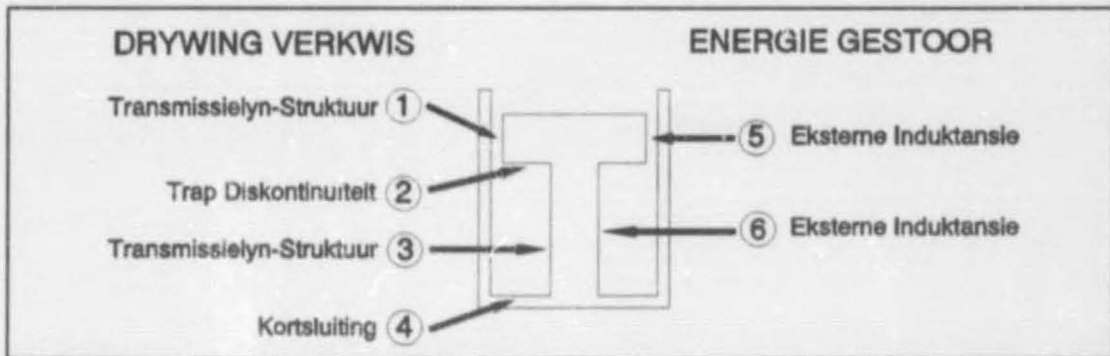 DRYWING VERKWIS
ENERGIE GESTOOR
Transmissielyn-Struktuur 1
Trap Diskontinuiteit 2
Transmissielyn-Struktuur 3
Kortsluiting 4
5 Eksterne Induktansie
6 Eksterne Induktansie